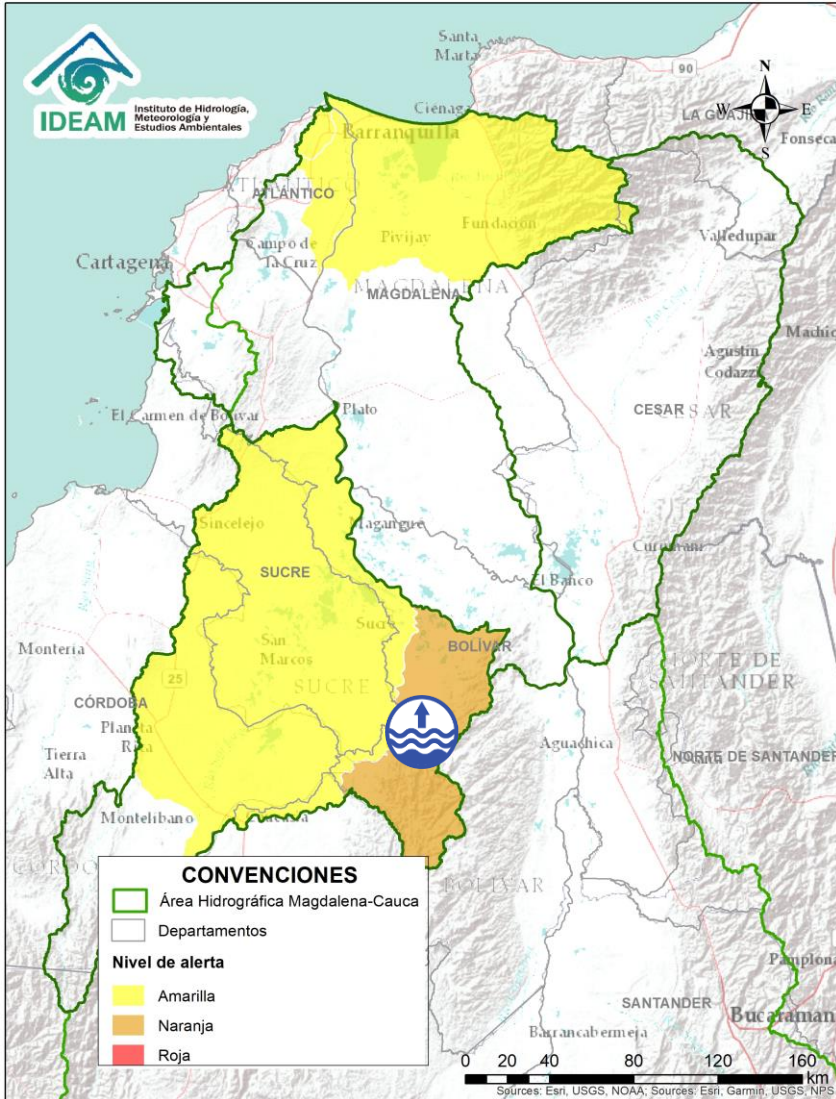 IDEAM
Instituto de Hidrología,
Meteorología y
Estudios Ambientales
Santa
Marta
90
N
W
E
S
Ciénaga
LA GUAJIRA
Barranquilla
Fonseca
ATLÁNTICO
Fundación
Pivijay
Valledupar
Campo de
la Cruz
Cartagena
MAGDALENA
MAGDALENA
Agustín
Codazzi
CESAR
CESAR
El Carmen de Bolívar
Plato
Sincelejo
Magangué
Curumaní
SUCRE
El Banco
Sucre
Montería
San
Marcos
BOLÍVAR
NORTE DE
SANTANDER
SUCRE
25
CÓRDOBA
Planeta
Rica
Aguachica
NORTE DE SANTANDER
Tierra
Alta
Montelíbano
BOLÍVAR
CONVENCIONES
Área Hidrográfica Magdalena-Cauca
Departamentos
Nivel de alerta
Amarilla
Naranja
Roja
Pamplona
SANTANDER
Bucaraman
Barrancabermeja
0 20 40 80 120 160
km
Sources: Esri, USGS, NOAA; Sources: Esri, Garmin, USGS, NPS